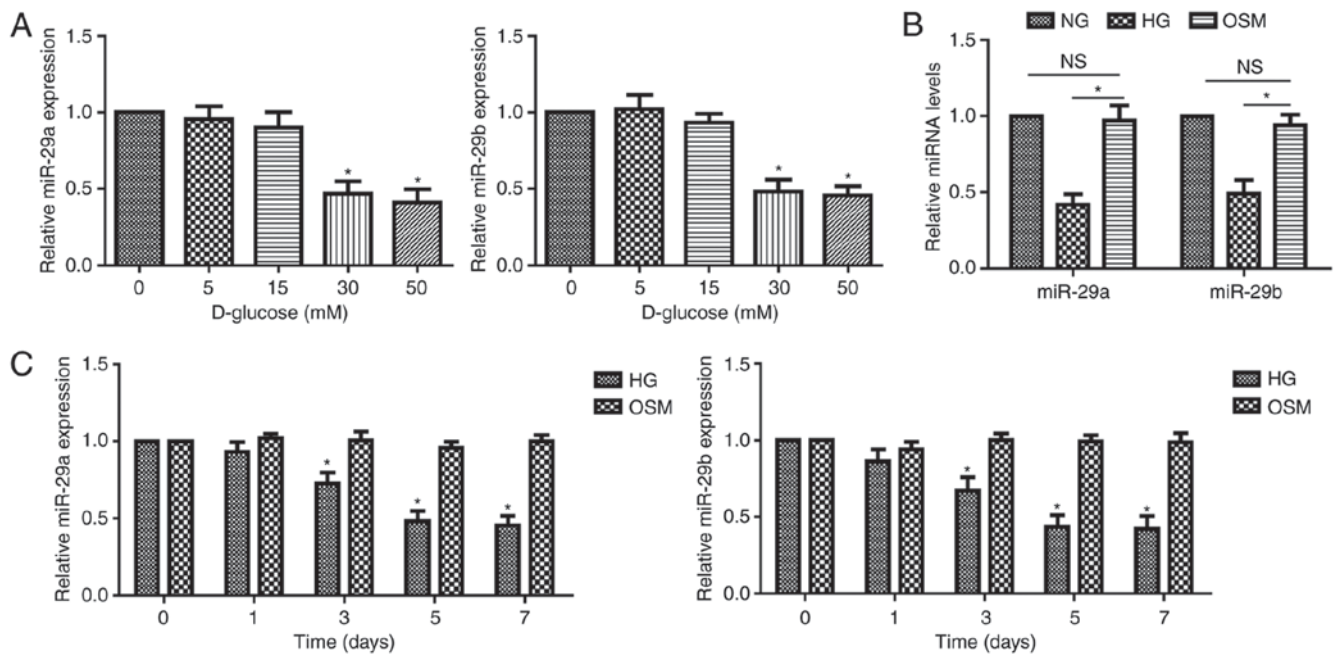 A
Relative miR-29a expression
1.5
1.0
0.5
0.0
* *
0 5 15 30 50
D-glucose (mM)
Relative miR-29b expression
1.5
1.0
0.5
0.0
* *
0 5 15 30 50
D-glucose (mM)
B
NG HG OSM
Relative miRNA levels
1.5
1.0
0.5
0.0
NS
*
NS
*
miR-29a miR-29b
C
Relative miR-29a expression
1.5
1.0
0.5
0.0
HG
OSM
* * *
0 1 3 5 7
Time (days)
Relative miR-29b expression
1.5
1.0
0.5
0.0
HG
OSM
* * *
0 1 3 5 7
Time (days)